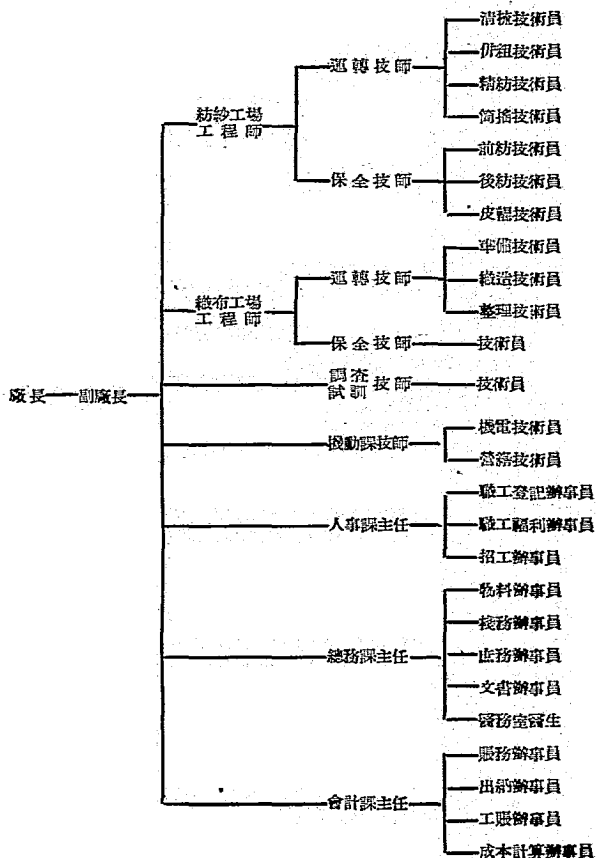 清梳技術員
併粗技術員
運轉技師
精紡技術員
筒搖技術員
紡紗工場
工程師
前紡技術員
保全技師
後紡技術員
皮輥技術員
準備技術員
運轉技師
織造技術員
整理技術員
織布工場
工程師
保全技師
技術員
調查
試訓
技師
技術員
廠長
副廠長
機電技術員
機動課技師
營繕技術員
職工登記辦事員
人事課主任
職工福利辦事員
招工辦事員
物料辦事員
棧務辦事員
總務課主任
庶務辦事員
文書辦事員
醫務室醫生
賬務辦事員
出納辦事員
會計課主任
工賬辦事員
成本計算辦事員